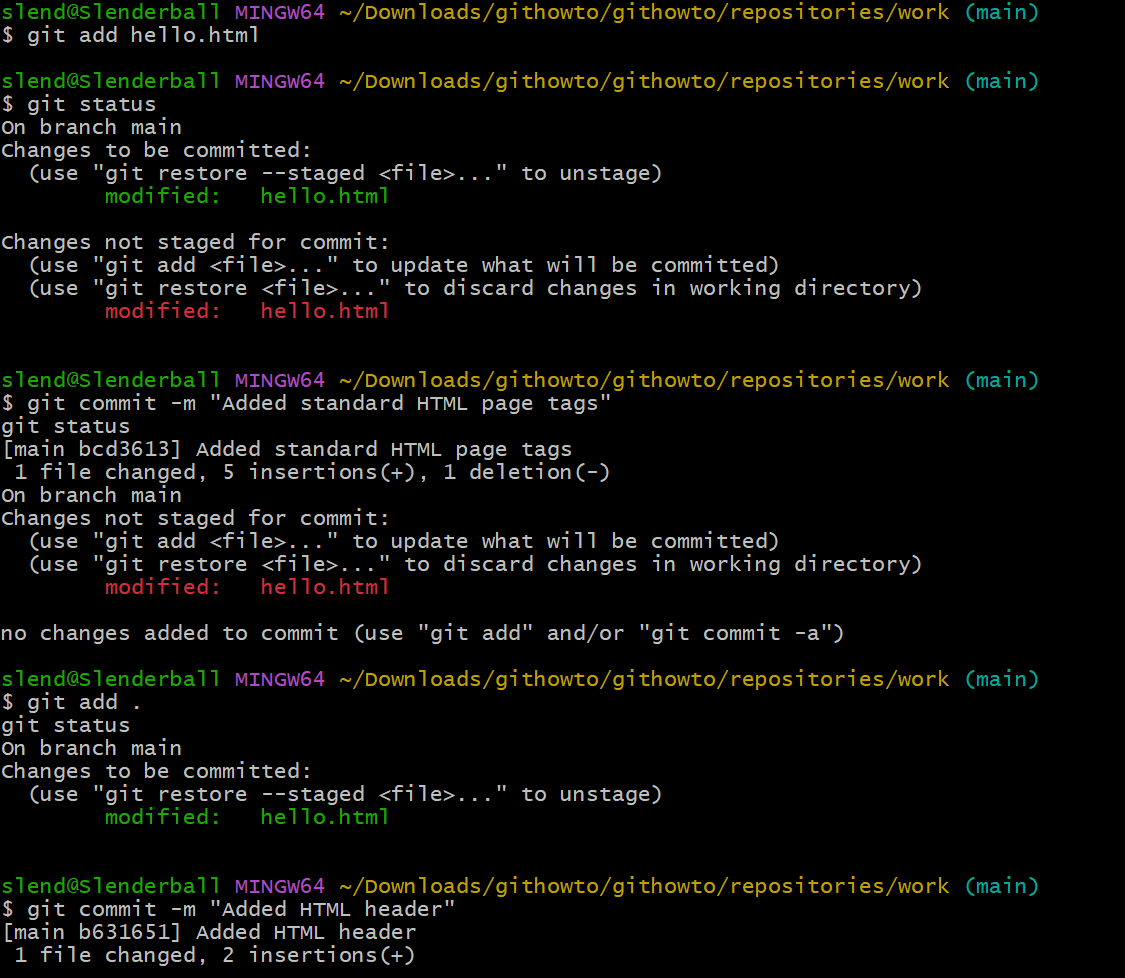 slend@Slenderball MINGW64 ~/Downloads/githowto/githowto/repositories/work (main)
$ git add hello.html
slend@Slenderball MINGW64 ~/Downloads/githowto/githowto/repositories/work (main)
$ git status
On branch main
Changes to be committed:
  (use "git restore --staged <file>..." to unstage)
        modified:   hello.html
Changes not staged for commit:
  (use "git add <file>..." to update what will be committed)
  (use "git restore <file>..." to discard changes in working directory)
        modified:   hello.html
slend@Slenderball MINGW64 ~/Downloads/githowto/githowto/repositories/work (main)
$ git commit -m "Added standard HTML page tags"
git status
[main bcd3613] Added standard HTML page tags
 1 file changed, 5 insertions(+), 1 deletion(-)
On branch main
Changes not staged for commit:
  (use "git add <file>..." to update what will be committed)
  (use "git restore <file>..." to discard changes in working directory)
        modified:   hello.html
no changes added to commit (use "git add" and/or "git commit -a")
slend@Slenderball MINGW64 ~/Downloads/githowto/githowto/repositories/work (main)
$ git add .
git status
On branch main
Changes to be committed:
  (use "git restore --staged <file>..." to unstage)
        modified:   hello.html
slend@Slenderball MINGW64 ~/Downloads/githowto/githowto/repositories/work (main)
$ git commit -m "Added HTML header"
[main b631651] Added HTML header
 1 file changed, 2 insertions(+)